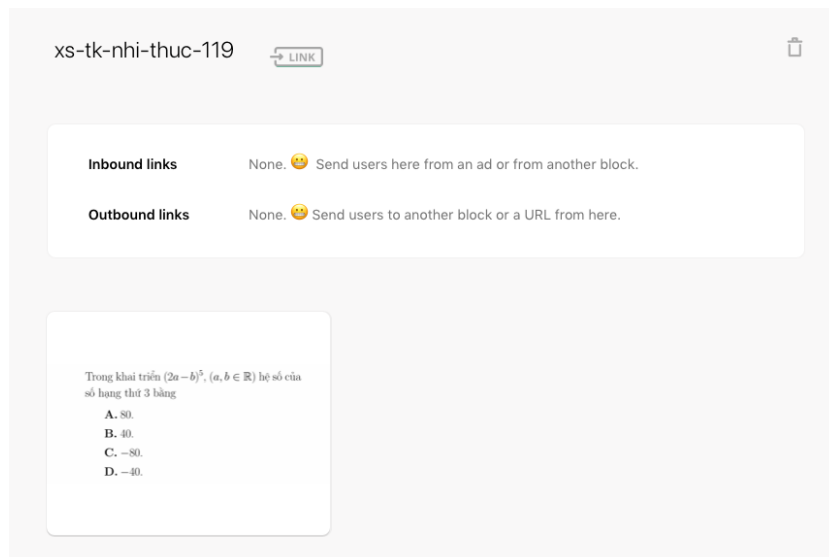 xs-tk-nhi-thuc-119
LINK
Inbound links None. 😬 Send users here from an ad or from another block.
Outbound links None. 😬 Send users to another block or a URL from here.
Trong khai triển (2a−b)⁵, (a, b ∈ ℝ) hệ số của
số hạng thứ 3 bằng
A. 80.
B. 40.
C. −80.
D. −40.